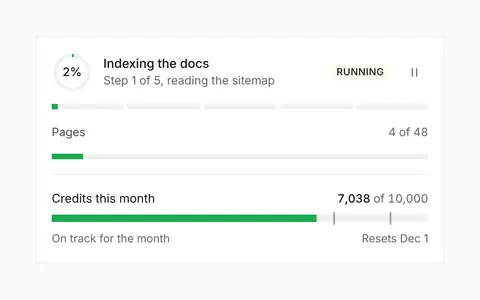 2%
Indexing the docs
Step 1 of 5, reading the sitemap
RUNNING
Pages
4 of 48
Credits this month
7,038 of 10,000
On track for the month
Resets Dec 1